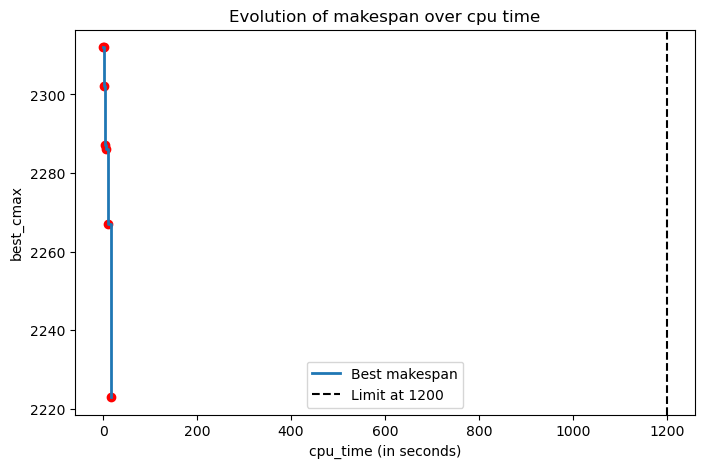 Evolution of makespan over cpu time
best_cmax
2300
2280
2260
2240
2220
0 200 400 600 800 1000 1200
cpu_time (in seconds)
Best makespan
Limit at 1200